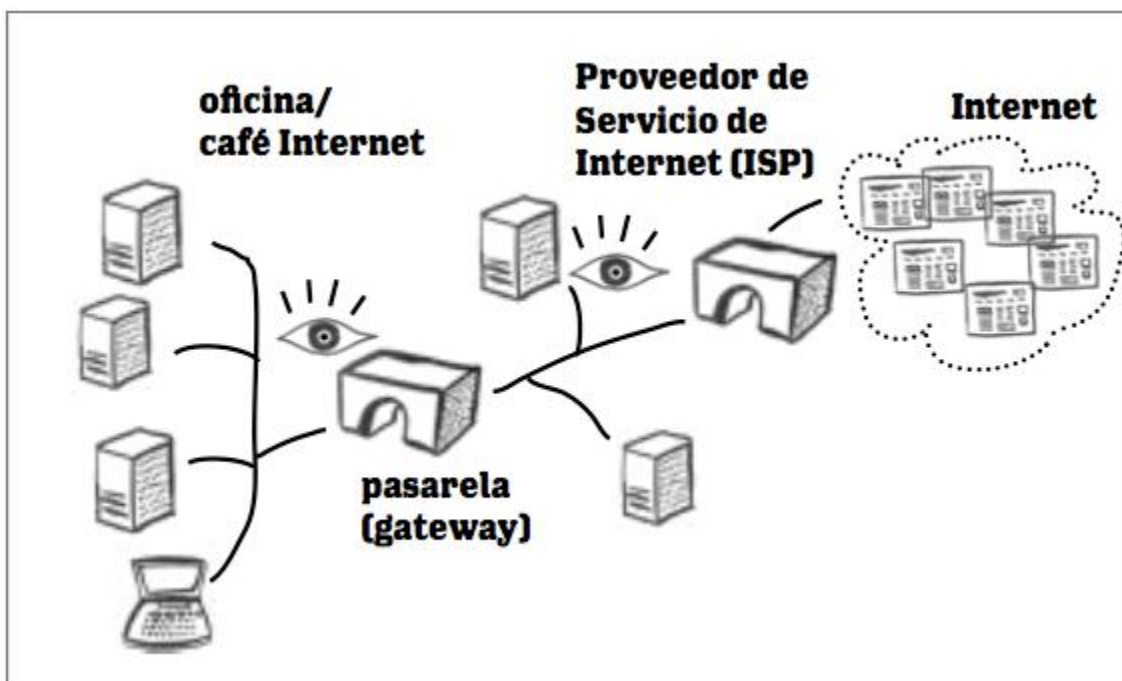 oficina/
café Internet
Proveedor de
Servicio de
Internet (ISP)
Internet
pasarela
(gateway)